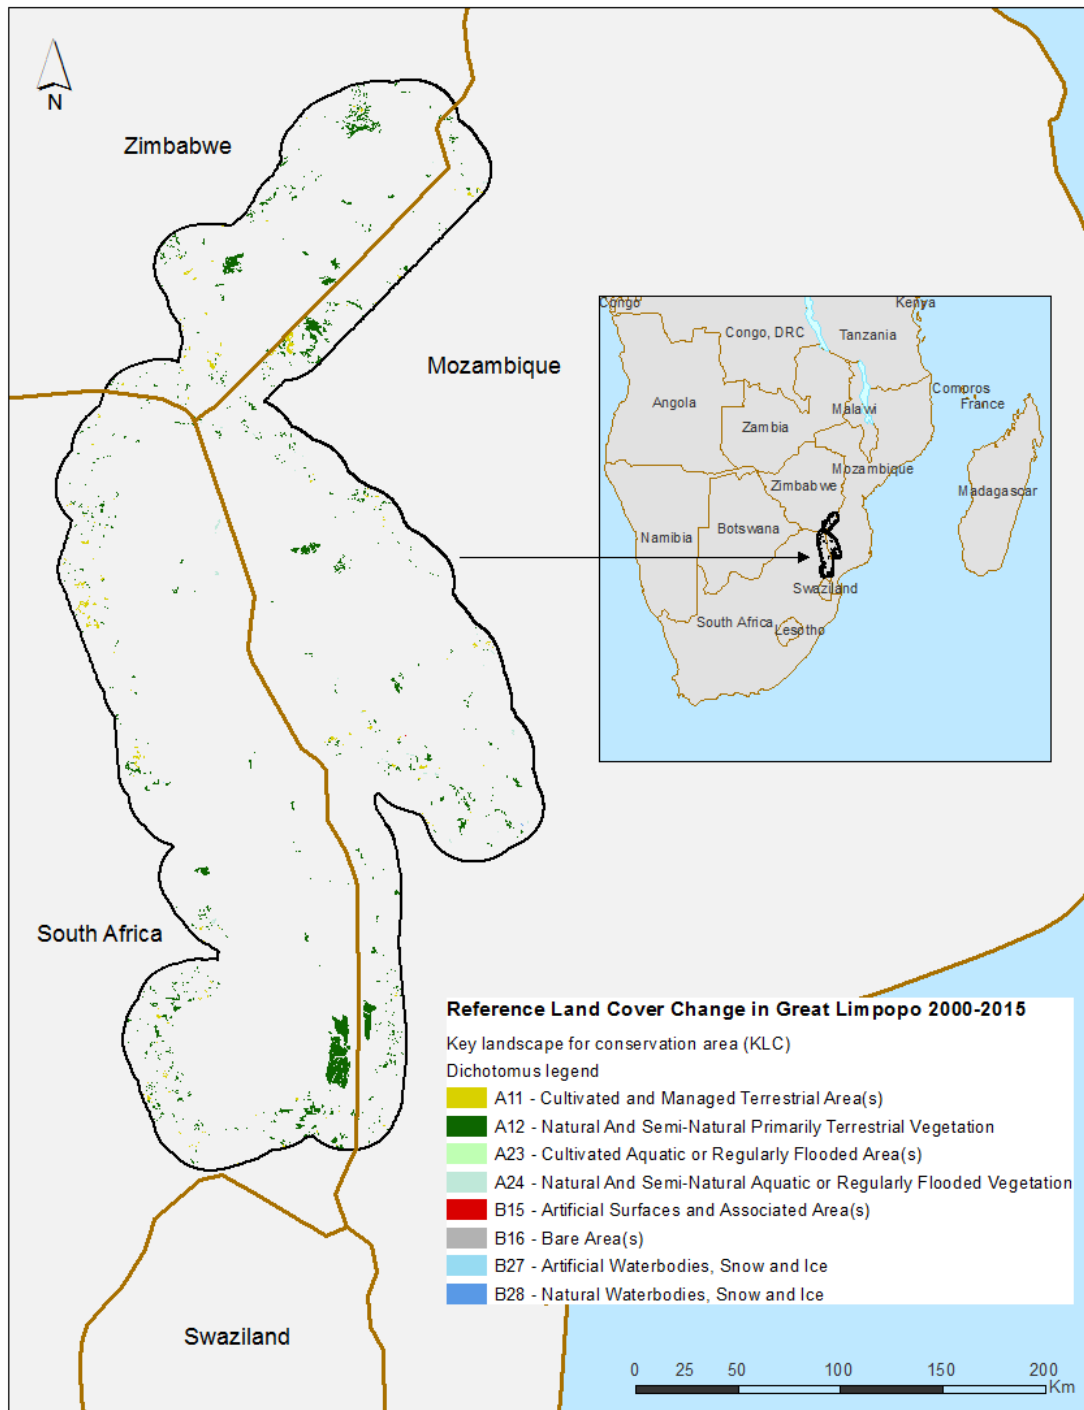 N
Zimbabwe
Mozambique
South Africa
Swaziland
Congo
Kenya
Congo, DRC
Tanzania
Comoros
France
Angola
Malawi
Zambia
Mozambique
Zimbabwe
Madagascar
Botswana
Namibia
Swaziland
South Africa
Lesotho
Reference Land Cover Change in Great Limpopo 2000-2015
Key landscape for conservation area (KLC)
Dichotomus legend
A11 - Cultivated and Managed Terrestrial Area(s)
A12 - Natural And Semi-Natural Primarily Terrestrial Vegetation
A23 - Cultivated Aquatic or Regularly Flooded Area(s)
A24 - Natural And Semi-Natural Aquatic or Regularly Flooded Vegetation
B15 - Artificial Surfaces and Associated Area(s)
B16 - Bare Area(s)
B27 - Artificial Waterbodies, Snow and Ice
B28 - Natural Waterbodies, Snow and Ice
0 25 50 100 150 200
Km